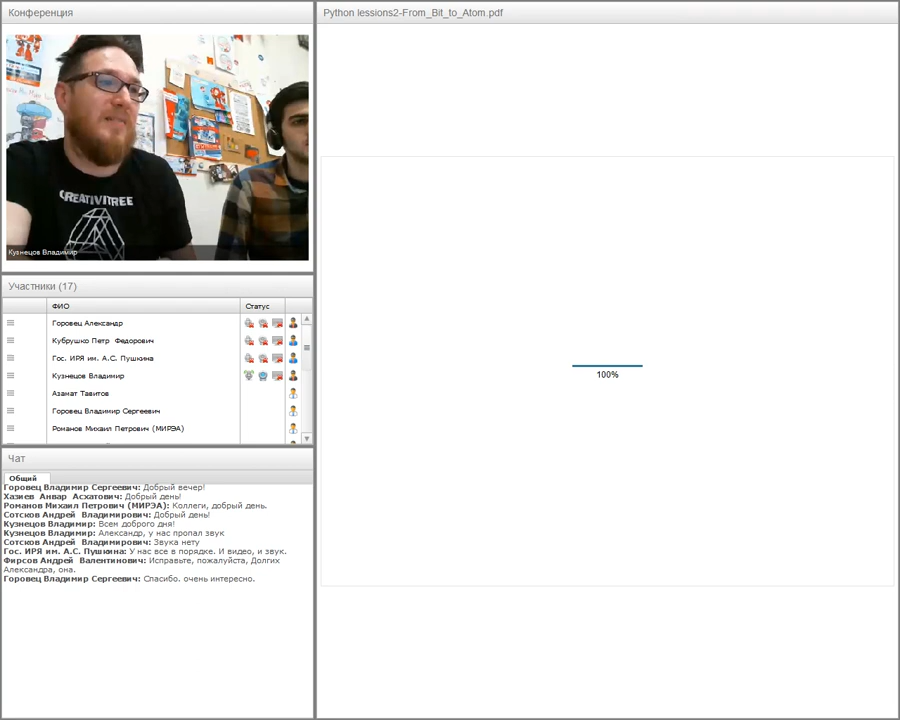 Конференция
Python lessions2-From_Bit_to_Atom.pdf
CREATIVITREE
Кузнецов Владимир
Участники (17)
ФИО Статус
Горовец Александр
Кубрушко Петр Федорович
Гос. ИРЯ им. А.С. Пушкина
Кузнецов Владимир
Азамат Тавитов
Горовец Владимир Сергеевич
Романов Михаил Петрович (МИРЭА)
100%
Чат
Общий
Горовец Владимир Сергеевич: Добрый вечер!
Хазиев Анвар Асхатович: Добрый день!
Романов Михаил Петрович (МИРЭА): Коллеги, добрый день.
Сотсков Андрей Владимирович: Добрый день!
Кузнецов Владимир: Всем доброго дня!
Кузнецов Владимир: Александр, у нас пропал звук
Сотсков Андрей Владимирович: Звука нету
Гос. ИРЯ им. А.С. Пушкина: У нас все в порядке. И видео, и звук.
Фирсов Андрей Валентинович: Исправьте, пожалуйста, Долгих
Александра, она.
Горовец Владимир Сергеевич: Спасибо. очень интересно.